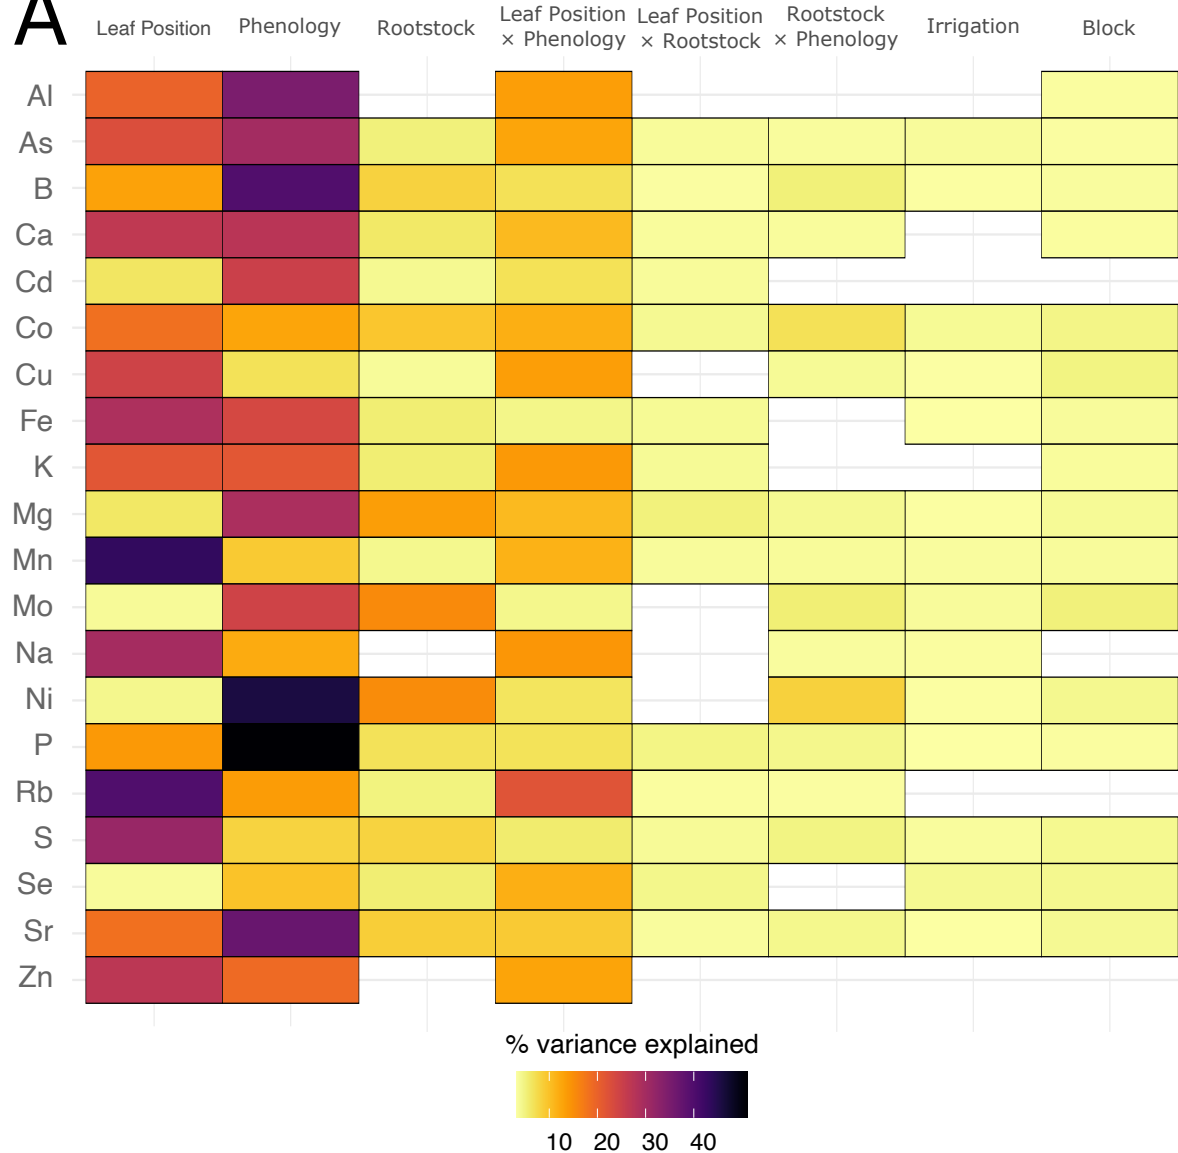 A
Leaf Position Phenology Rootstock Leaf Position × Phenology Leaf Position × Rootstock Rootstock × Phenology Irrigation Block
Al
As
B
Ca
Cd
Co
Cu
Fe
K
Mg
Mn
Mo
Na
Ni
P
Rb
S
Se
Sr
Zn
% variance explained
10 20 30 40